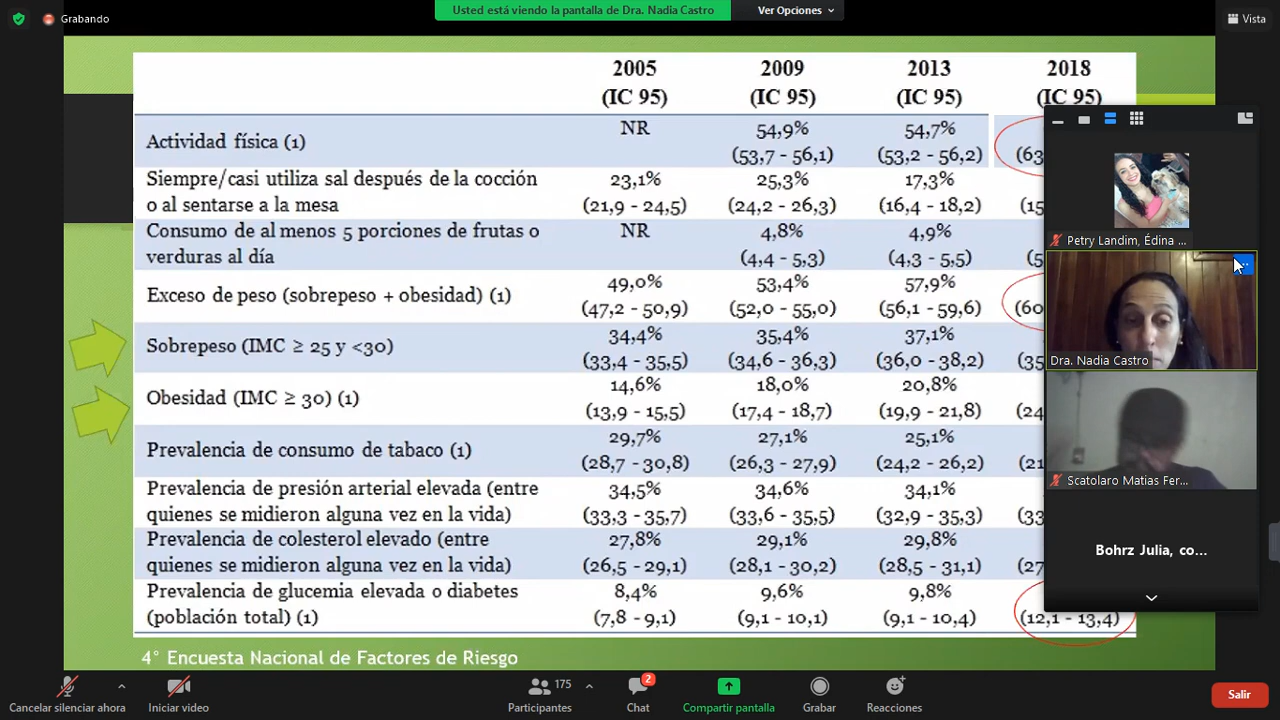 Grabando
Usted está viendo la pantalla de Dra. Nadia Castro
Ver Opciones
Vista
2005 2009 2013 2018
(IC 95) (IC 95) (IC 95) (IC 95)
Actividad física (1) NR 54,9% 54,7%
(53,7 - 56,1) (53,2 - 56,2) (63
Siempre/casi utiliza sal después de la cocción 23,1% 25,3% 17,3%
o al sentarse a la mesa (21,9 - 24,5) (24,2 - 26,3) (16,4 - 18,2) (15
Consumo de al menos 5 porciones de frutas o NR 4,8% 4,9%
verduras al día (4,4 - 5,3) (4,3 - 5,5) (5
Exceso de peso (sobrepeso + obesidad) (1) 49,0% 53,4% 57,9%
(47,2 - 50,9) (52,0 - 55,0) (56,1 - 59,6) (60
Sobrepeso (IMC ≥ 25 y <30) 34,4% 35,4% 37,1%
(33,4 - 35,5) (34,6 - 36,3) (36,0 - 38,2) (35
Obesidad (IMC ≥ 30) (1) 14,6% 18,0% 20,8%
(13,9 - 15,5) (17,4 - 18,7) (19,9 - 21,8) (24
Prevalencia de consumo de tabaco (1) 29,7% 27,1% 25,1%
(28,7 - 30,8) (26,3 - 27,9) (24,2 - 26,2) (21
Prevalencia de presión arterial elevada (entre 34,5% 34,6% 34,1%
quienes se midieron alguna vez en la vida) (33,3 - 35,7) (33,6 - 35,5) (32,9 - 35,3) (33
Prevalencia de colesterol elevado (entre 27,8% 29,1% 29,8%
quienes se midieron alguna vez en la vida) (26,5 - 29,1) (28,1 - 30,2) (28,5 - 31,1) (27
Prevalencia de glucemia elevada o diabetes 8,4% 9,6% 9,8%
(población total) (1) (7,8 - 9,1) (9,1 - 10,1) (9,1 - 10,4) (12,1 - 13,4)
4° Encuesta Nacional de Factores de Riesgo
Petry Landim, Édina ...
Dra. Nadia Castro
Scatolaro Matias Fer...
Bohrz Julia, co...
Cancelar silenciar ahora
Iniciar video
175
Participantes
2
Chat
Compartir pantalla
Grabar
Reacciones
Salir